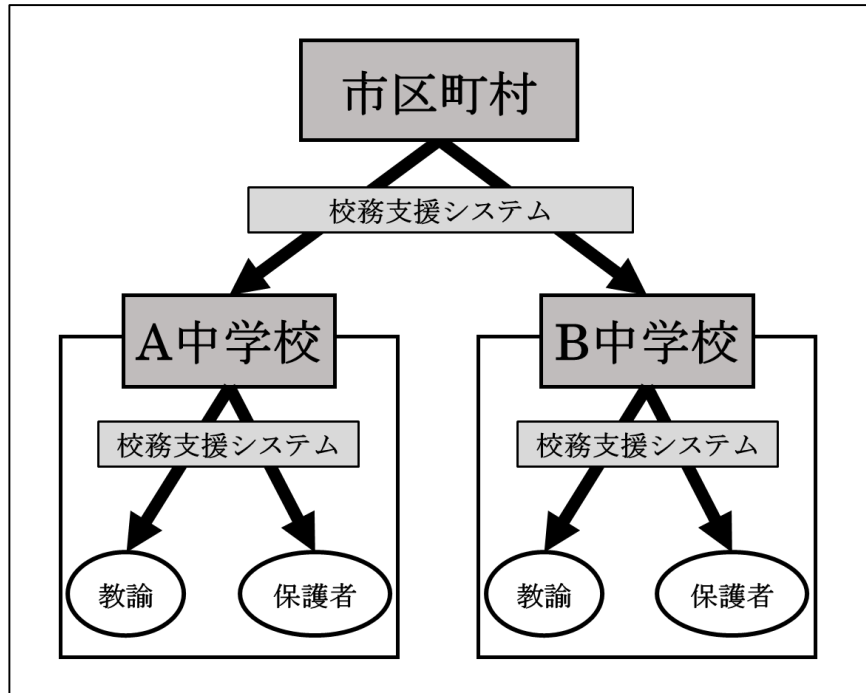 市区町村
校務支援システム
A中学校
B中学校
校務支援システム
校務支援システム
教諭
保護者
教諭
保護者